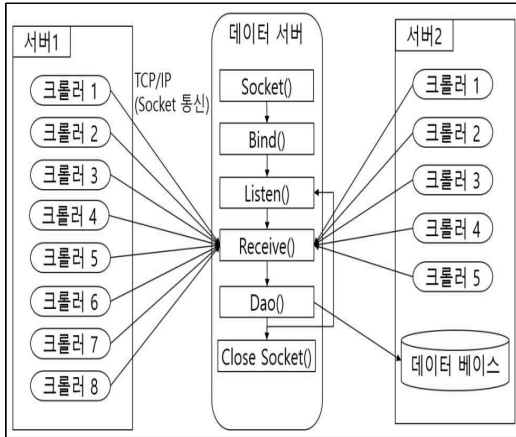 서버1
크롤러 1
크롤러 2
크롤러 3
크롤러 4
크롤러 5
크롤러 6
크롤러 7
크롤러 8
TCP/IP
(Socket 통신)
데이터 서버
Socket()
Bind()
Listen()
Receive()
Dao()
Close Socket()
서버2
크롤러 1
크롤러 2
크롤러 3
크롤러 4
크롤러 5
데이터 베이스